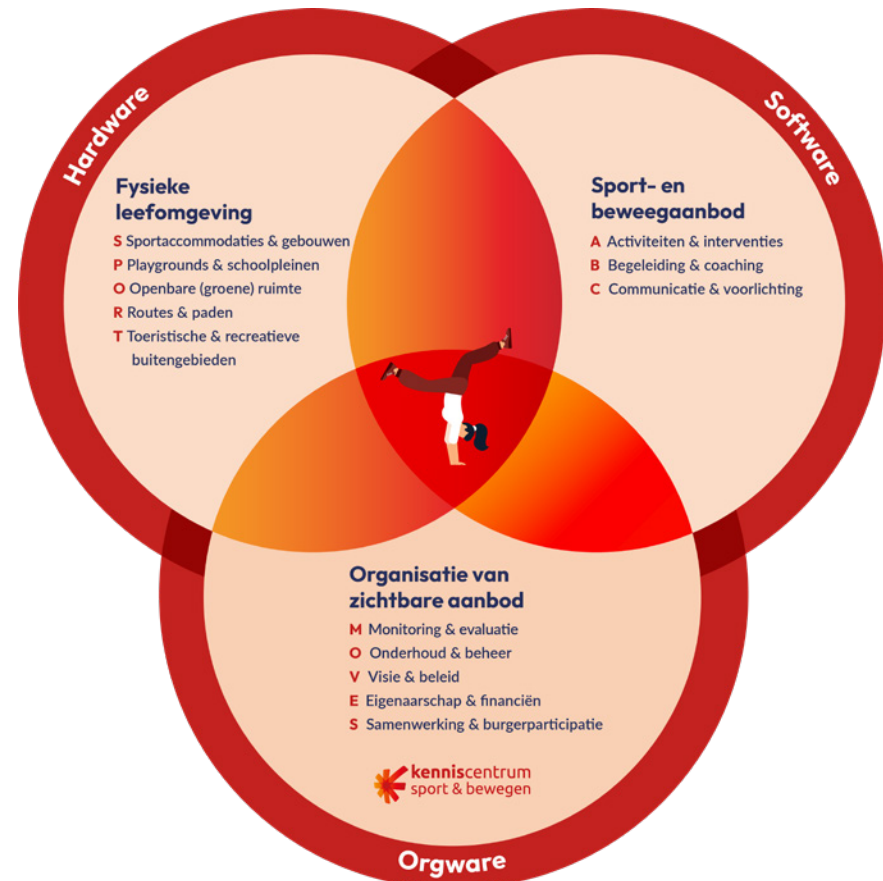 Hardware
Software
Fysieke
leefomgeving
S Sportaccommodaties & gebouwen
P Playgrounds & schoolpleinen
O Openbare (groene) ruimte
R Routes & paden
T Toeristische & recreatieve
buitengebieden
Sport- en
beweegaanbod
A Activiteiten & interventies
B Begeleiding & coaching
C Communicatie & voorlichting
Organisatie van
zichtbare aanbod
M Monitoring & evaluatie
O Onderhoud & beheer
V Visie & beleid
E Eigenaarschap & financiën
S Samenwerking & burgerparticipatie
kenniscentrum
sport & bewegen
Orgware